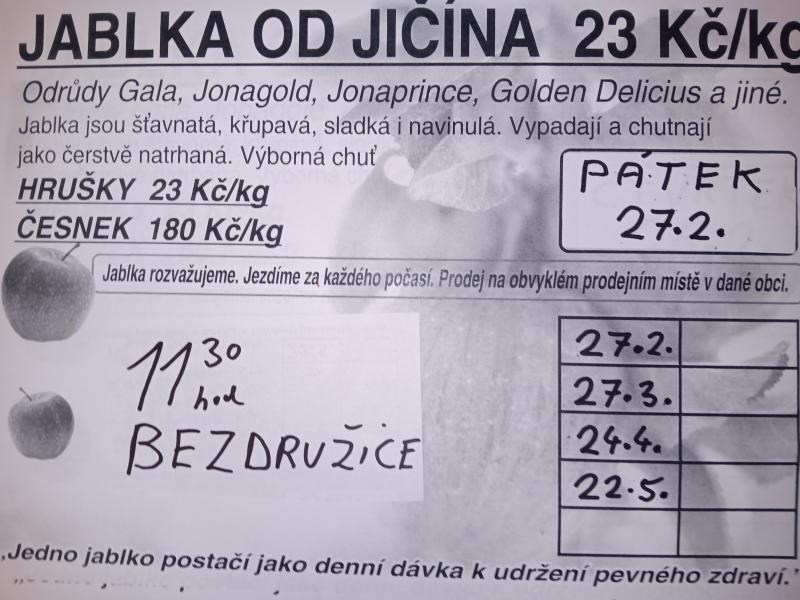 JABLKA OD JIČÍNA 23 Kč/kg
Odrůdy Gala, Jonagold, Jonaprince, Golden Delicius a jiné.
Jablka jsou šťavnatá, křupavá, sladká i navinulá. Vypadají a chutnají
jako čerstvě natrhaná. Výborná chuť
HRUŠKY 23 Kč/kg
ČESNEK 180 Kč/kg
PÁTEK
27.2.
Jablka rozvažujeme. Jezdíme za každého počasí. Prodej na obvyklém prodejním místě v dané obci.
11 30
hod
BEZDRUŽICE
27.2.
27.3.
24.4.
22.5.
„Jedno jablko postačí jako denní dávka k udržení pevného zdraví.“